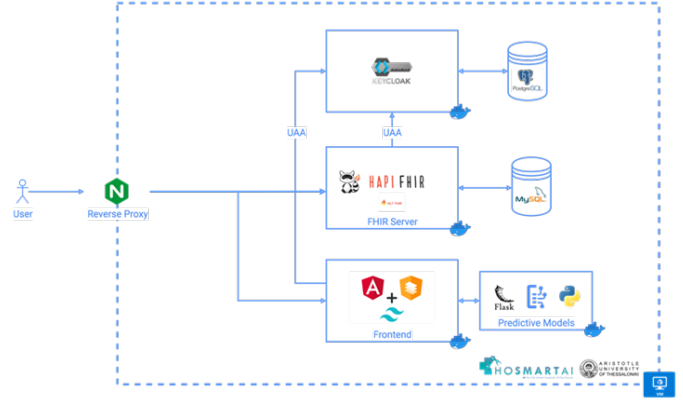 KEYCLOAK
PostgreSQL
UAA
UAA
HAPI FHIR
MySQL
User
N
Reverse Proxy
FHIR Server
A
+
Flask
Frontend
Predictive Models
HOSMARTAI
ARISTOTLE
UNIVERSITY
OF THESSALONIKI
VM